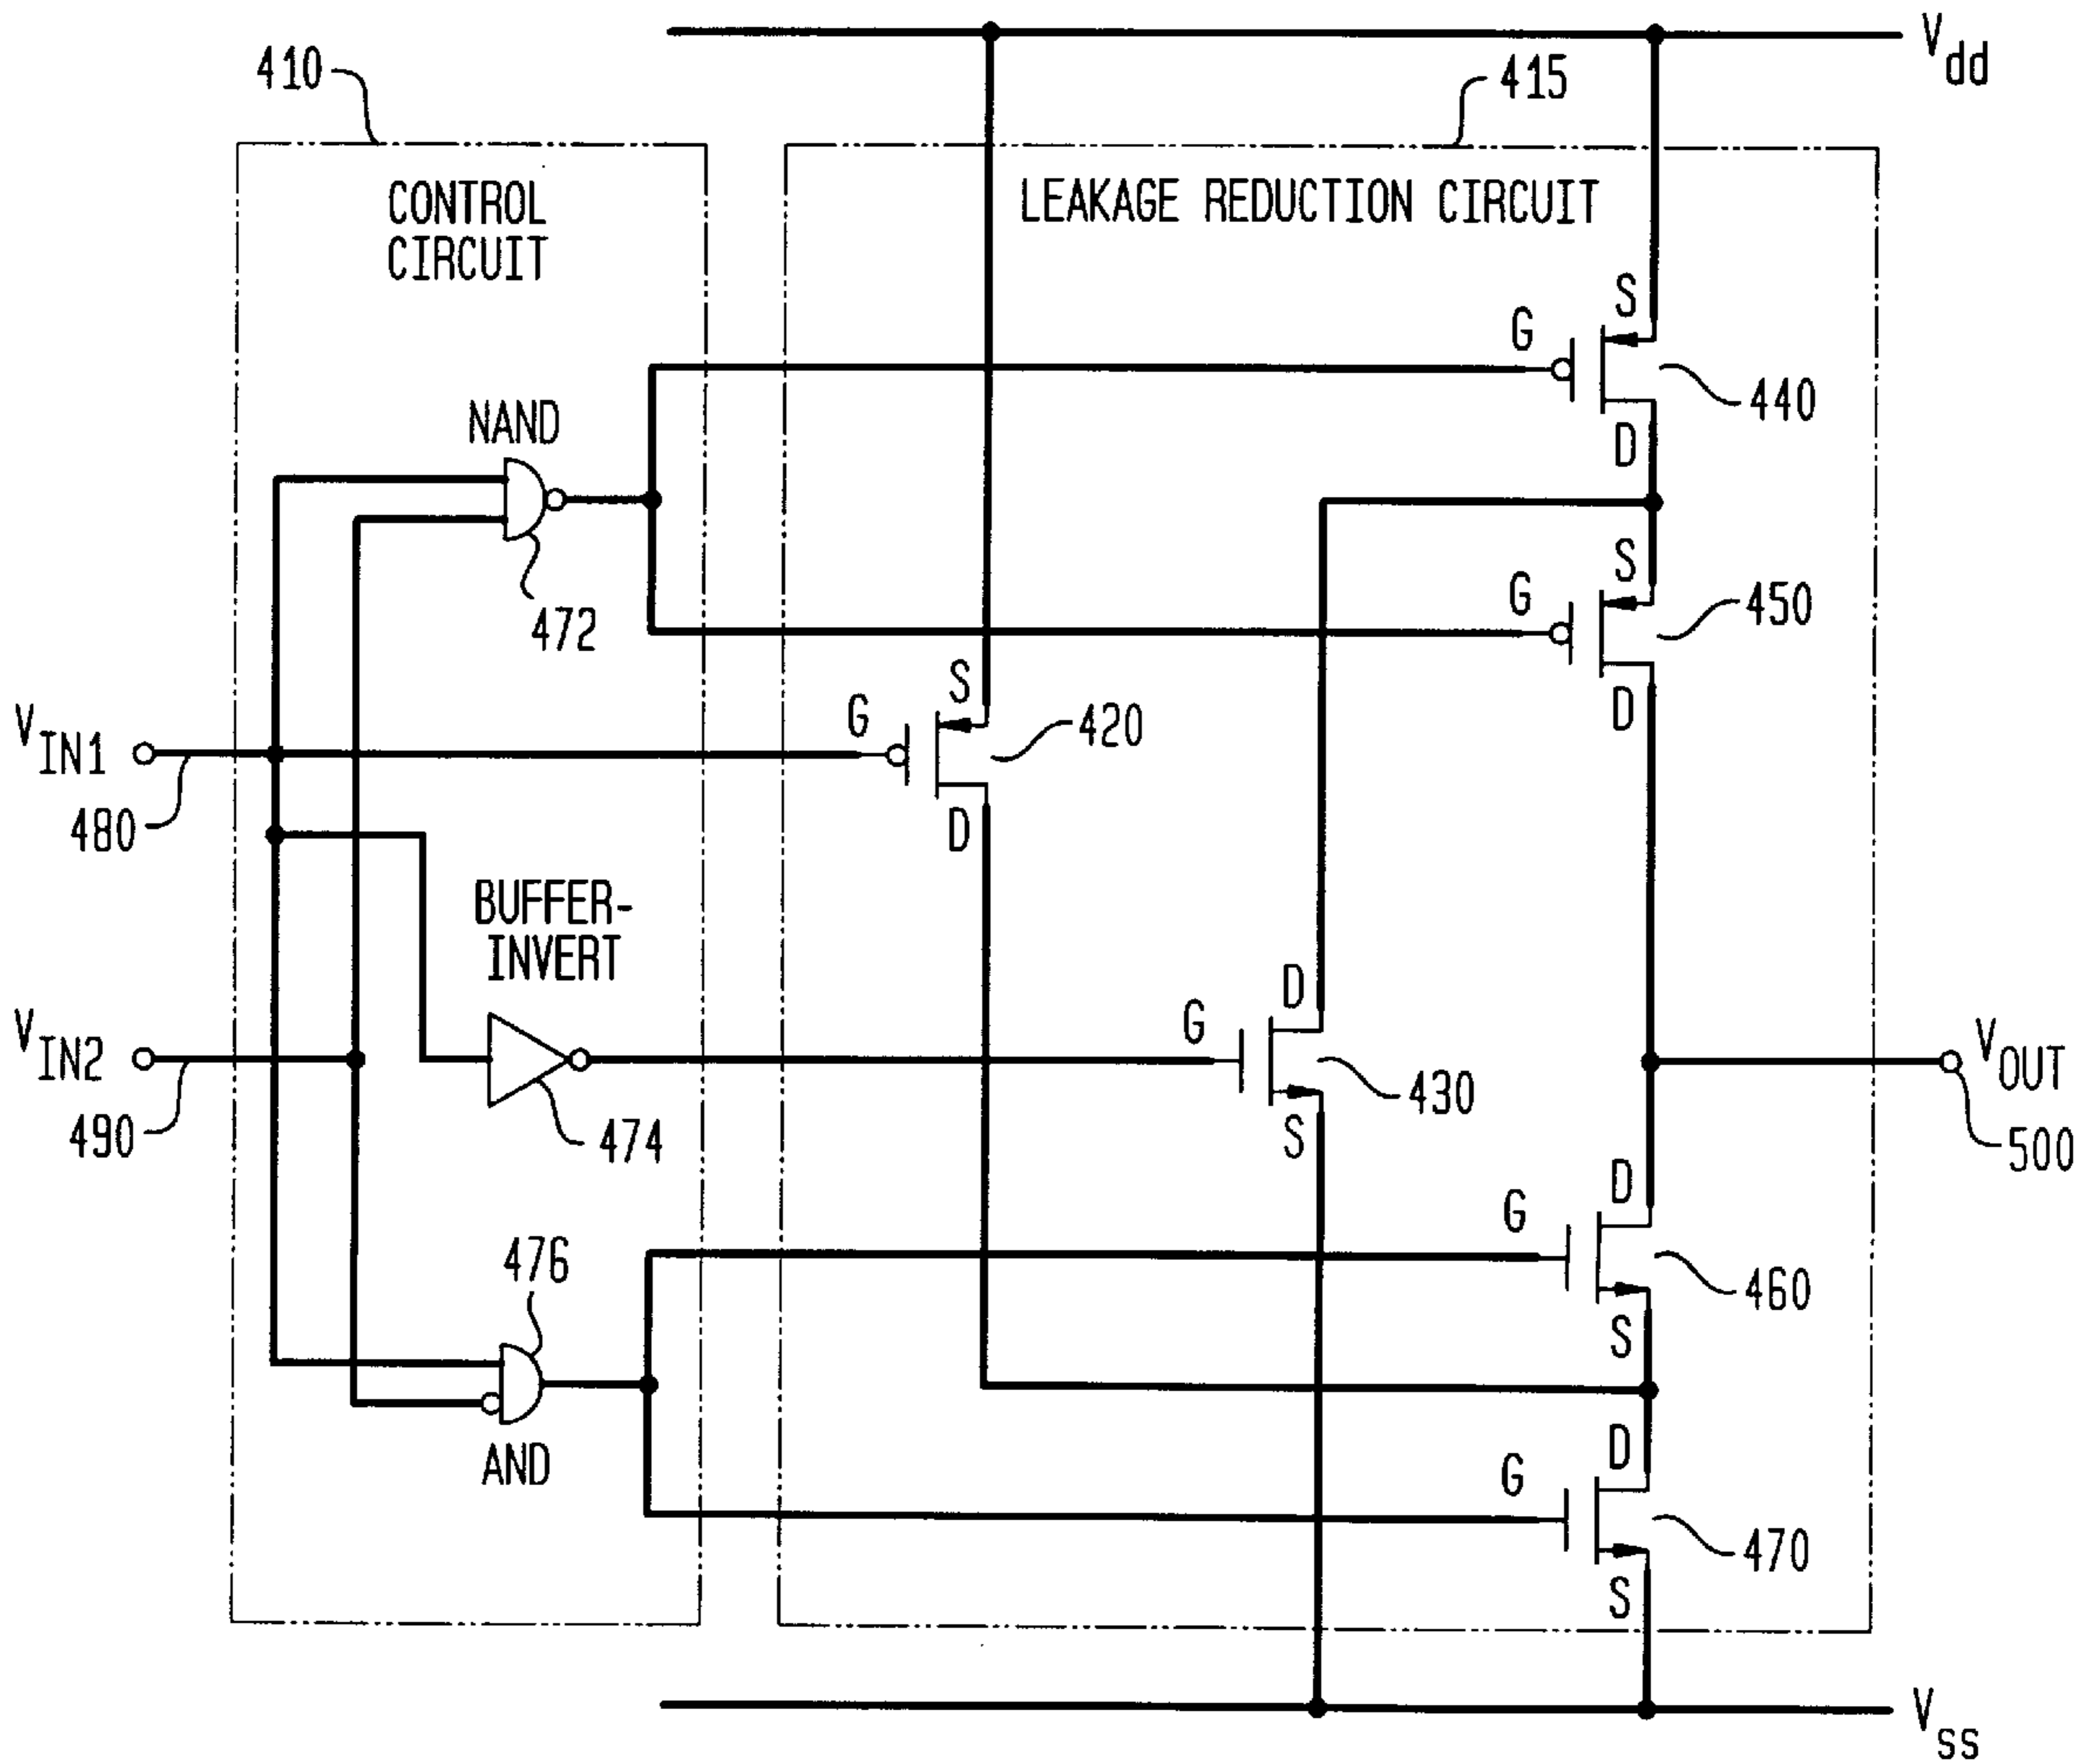 Vdd
410
415
CONTROL
CIRCUIT
LEAKAGE REDUCTION CIRCUIT
S
G
440
D
NAND
S
G
450
472
D
S
G
420
VIN1
480
D
BUFFER-
INVERT
D
G
VIN2
430
VOUT
490
474
S
500
D
G
476
460
S
AND
D
G
470
S
Vss